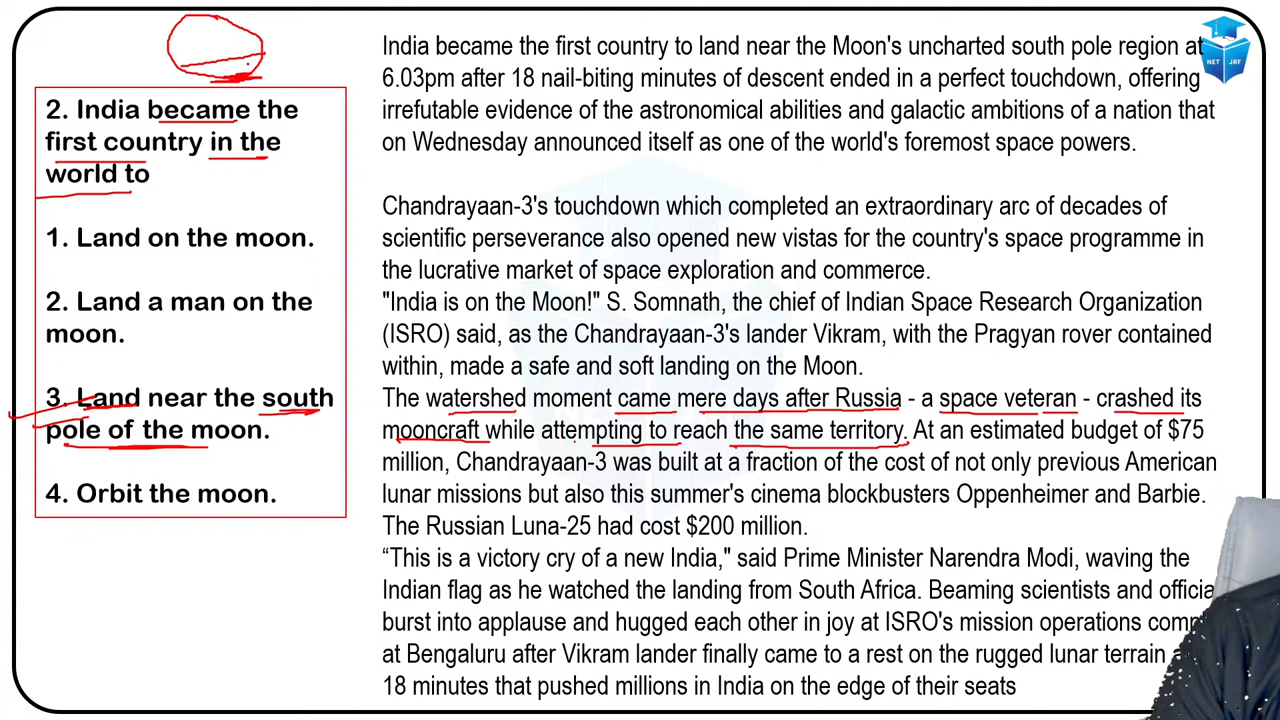 2. India became the
first country in the
world to
1. Land on the moon.
2. Land a man on the
moon.
3. Land near the south
pole of the moon.
4. Orbit the moon.
India became the first country to land near the Moon's uncharted south pole region at
6.03pm after 18 nail-biting minutes of descent ended in a perfect touchdown, offering
irrefutable evidence of the astronomical abilities and galactic ambitions of a nation that
on Wednesday announced itself as one of the world's foremost space powers.
Chandrayaan-3's touchdown which completed an extraordinary arc of decades of
scientific perseverance also opened new vistas for the country's space programme in
the lucrative market of space exploration and commerce.
"India is on the Moon!" S. Somnath, the chief of Indian Space Research Organization
(ISRO) said, as the Chandrayaan-3's lander Vikram, with the Pragyan rover contained
within, made a safe and soft landing on the Moon.
The watershed moment came mere days after Russia - a space veteran - crashed its
mooncraft while attempting to reach the same territory. At an estimated budget of $75
million, Chandrayaan-3 was built at a fraction of the cost of not only previous American
lunar missions but also this summer's cinema blockbusters Oppenheimer and Barbie.
The Russian Luna-25 had cost $200 million.
“This is a victory cry of a new India," said Prime Minister Narendra Modi, waving the
Indian flag as he watched the landing from South Africa. Beaming scientists and
burst into applause and hugged each other in joy at ISRO's mission operations
at Bengaluru after Vikram lander finally came to a rest on the rugged lunar terrain
18 minutes that pushed millions in India on the edge of their seats
NET JRF